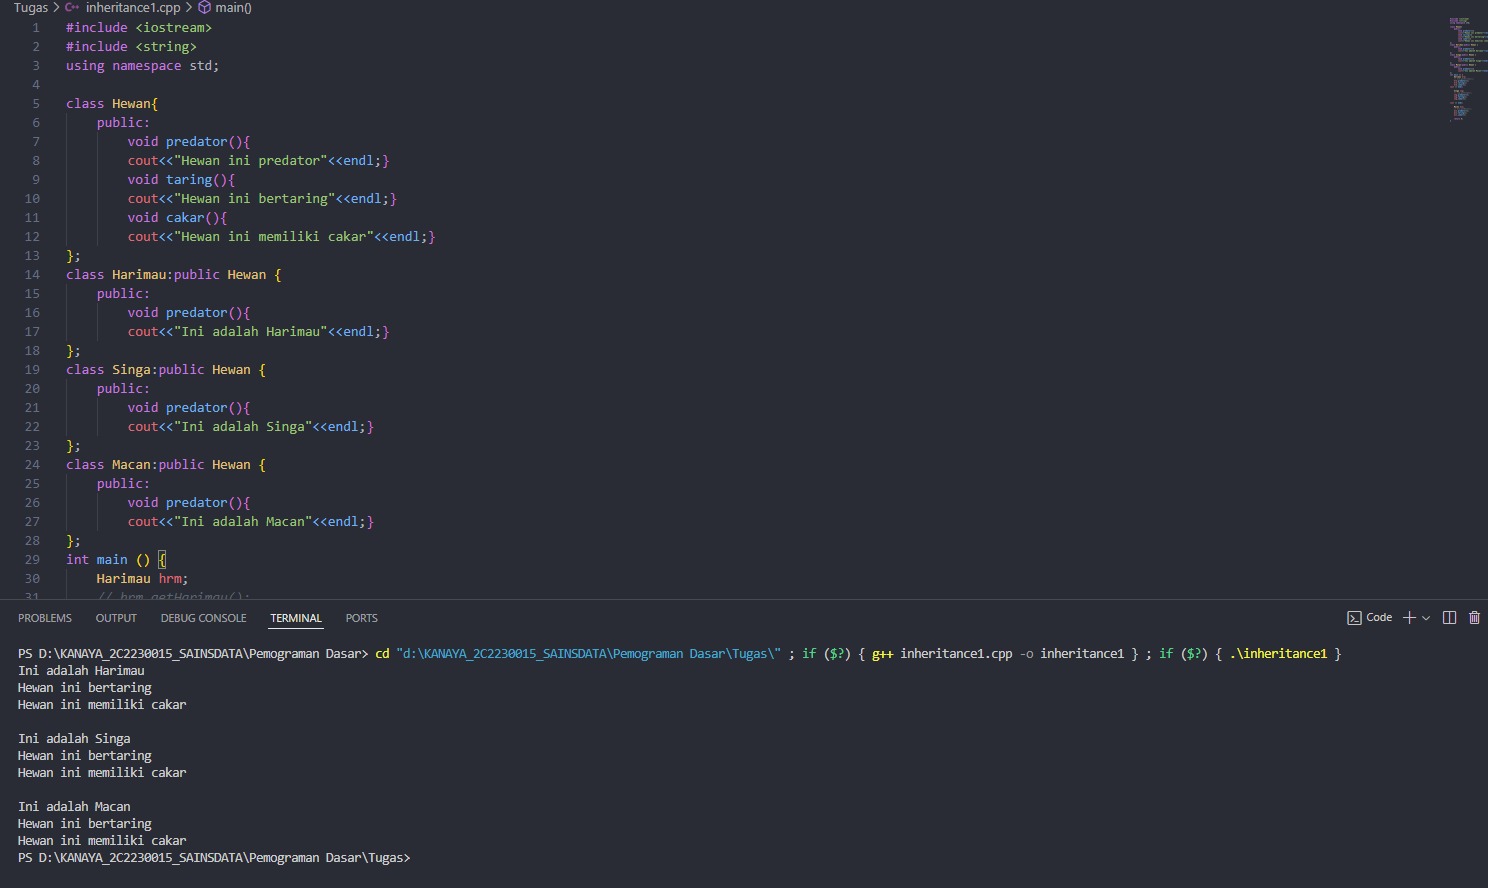 Tugas > inheritance1.cpp > main()
1 #include <iostream>
2 #include <string>
3 using namespace std;
4
5 class Hewan{
6 public:
7 void predator(){
8 cout<<"Hewan ini predator"<<endl;}
9 void taring(){
10 cout<<"Hewan ini bertaring"<<endl;}
11 void cakar(){
12 cout<<"Hewan ini memiliki cakar"<<endl;}
13 };
14 class Harimau:public Hewan {
15 public:
16 void predator(){
17 cout<<"Ini adalah Harimau"<<endl;}
18 };
19 class Singa:public Hewan {
20 public:
21 void predator(){
22 cout<<"Ini adalah Singa"<<endl;}
23 };
24 class Macan:public Hewan {
25 public:
26 void predator(){
27 cout<<"Ini adalah Macan"<<endl;}
28 };
29 int main () {
30 Harimau hrm;
31 // hrm.getHarimau();
PROBLEMS OUTPUT DEBUG CONSOLE TERMINAL PORTS Code
PS D:\KANAYA_2C2230015_SAINSDATA\Pemograman Dasar> cd "d:\KANAYA_2C2230015_SAINSDATA\Pemograman Dasar\Tugas\" ; if ($?) { g++ inheritance1.cpp -o inheritance1 } ; if ($?) { .\inheritance1 }
Ini adalah Harimau
Hewan ini bertaring
Hewan ini memiliki cakar
Ini adalah Singa
Hewan ini bertaring
Hewan ini memiliki cakar
Ini adalah Macan
Hewan ini bertaring
Hewan ini memiliki cakar
PS D:\KANAYA_2C2230015_SAINSDATA\Pemograman Dasar\Tugas>